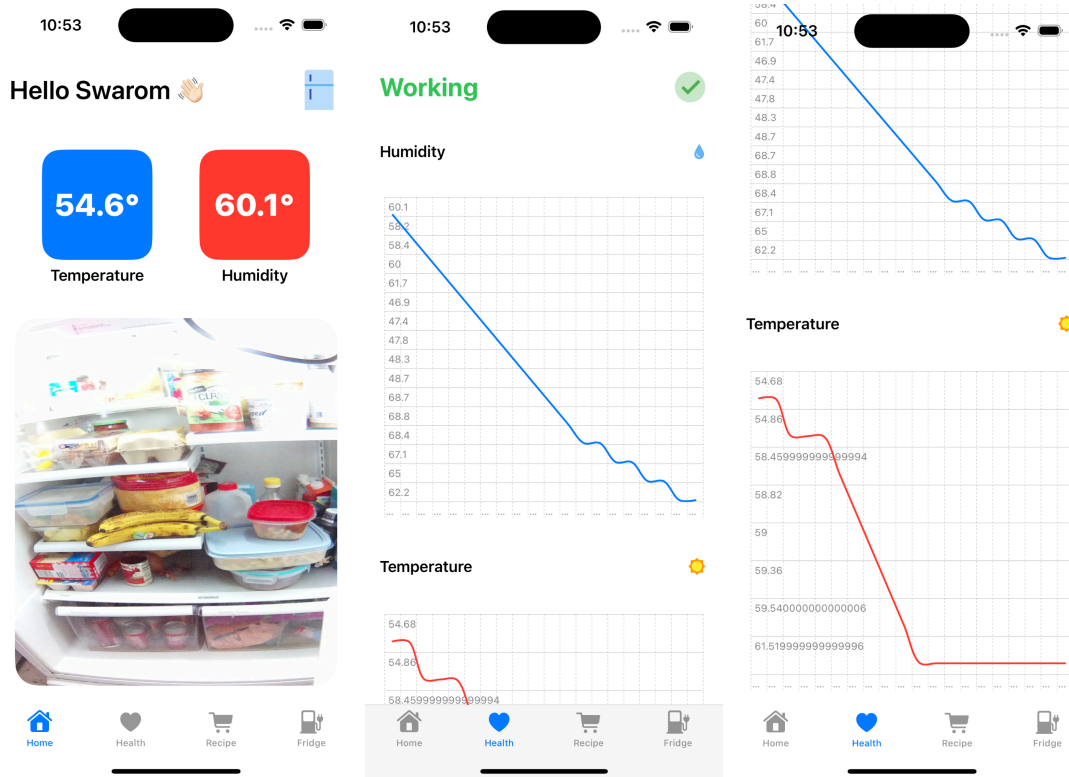 10:53
Hello Swarom 👋🏻
54.6°
60.1°
Temperature
Humidity
Home
Health
Recipe
Fridge
10:53
Working
Humidity
60.1
58.2
58.4
60
61.7
46.9
47.4
47.8
48.3
48.7
68.7
68.8
68.4
67.1
65
62.2
... ... ... ... ... ... ... ... ... ... ... ... ... ... ... ... ... ...
Temperature
54.68
54.86
58.459999999999994
Home
Health
Recipe
Fridge
58.4
10:53
60
61.7
46.9
47.4
47.8
48.3
48.7
68.7
68.8
68.4
67.1
65
62.2
... ... ... ... ... ... ... ... ... ... ... ... ... ... ... ... ... ...
Temperature
54.68
54.86
58.459999999999994
58.82
59
59.36
59.540000000000006
61.519999999999996
... ... ... ... ... ... ... ... ... ... ... ... ... ... ... ... ... ...
Home
Health
Recipe
Fridge